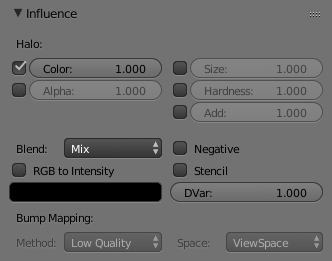 Influence
Halo:
Color: 1.000 Size: 1.000
Alpha: 1.000 Hardness: 1.000
Add: 1.000
Blend: Mix Negative
RGB to Intensity Stencil
DVar: 1.000
Bump Mapping:
Method: Low Quality Space: ViewSpace